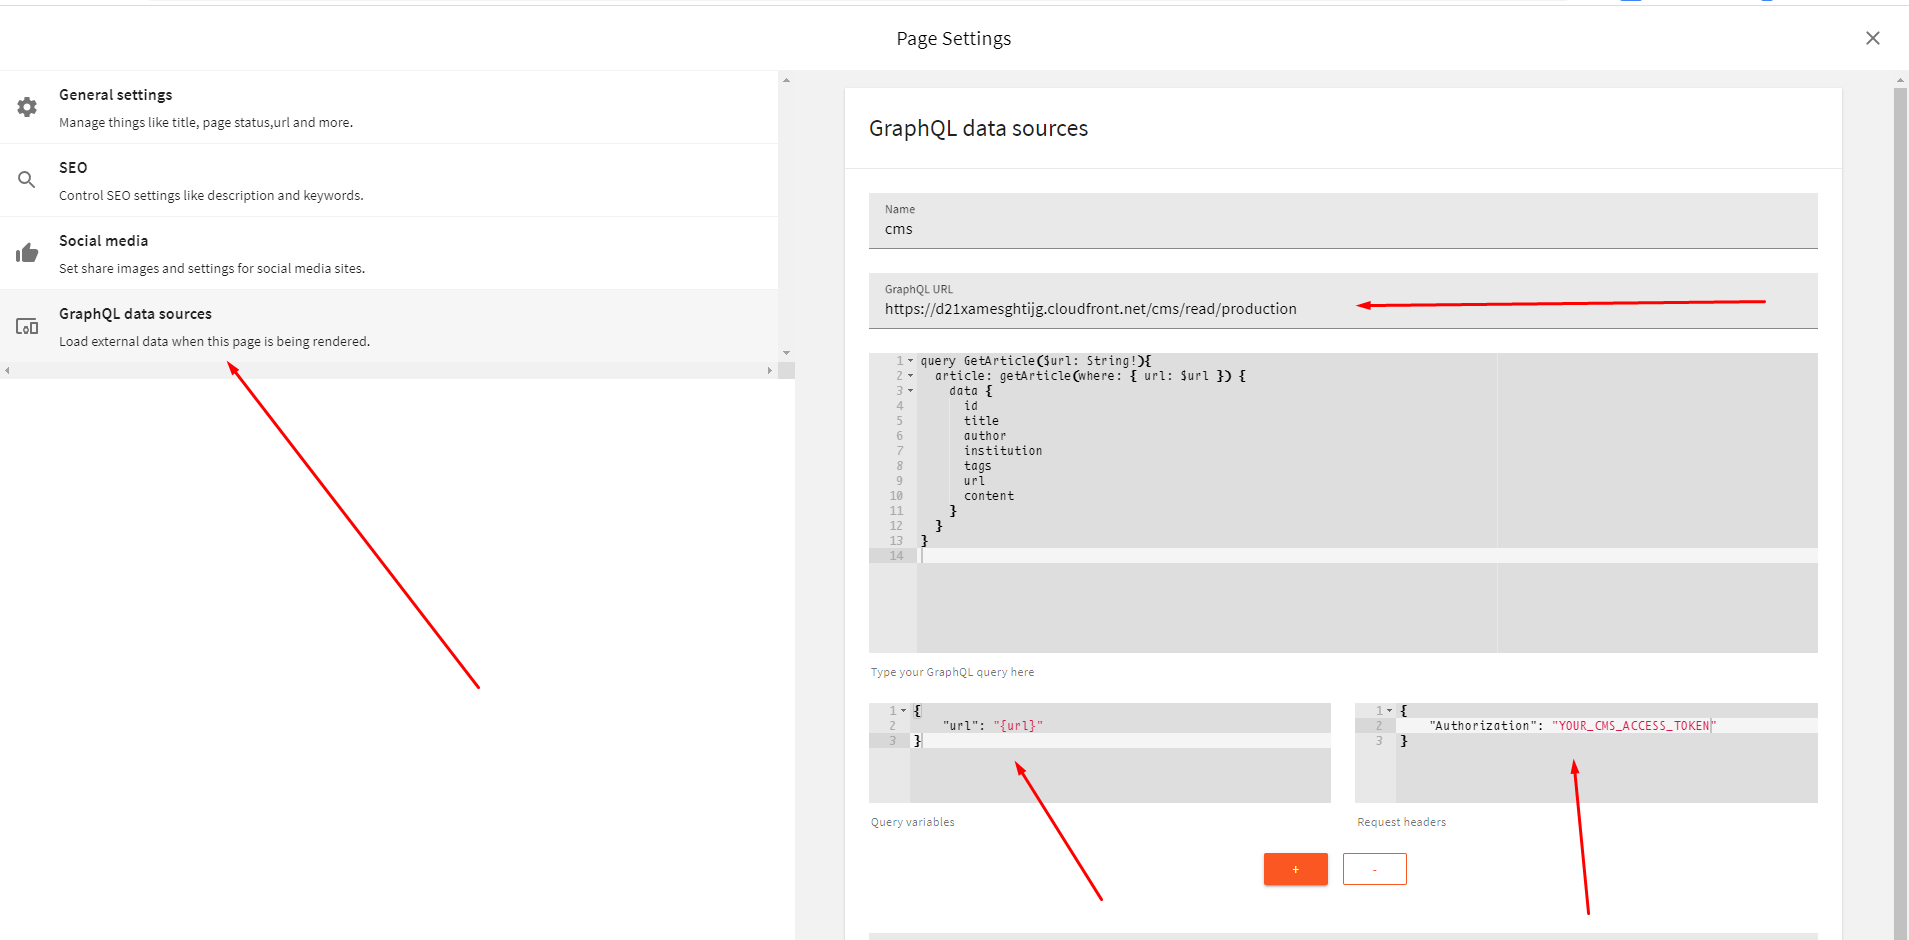 Page Settings
General settings
Manage things like title, page status,url and more.
SEO
Control SEO settings like description and keywords.
Social media
Set share images and settings for social media sites.
GraphQL data sources
Load external data when this page is being rendered.
GraphQL data sources
Name
cms
GraphQL URL
https://d21xamesghtijg.cloudfront.net/cms/read/production
1 query GetArticle($url: String!){
2 article: getArticle(where: { url: $url }) {
3 data {
4 id
5 title
6 author
7 institution
8 tags
9 url
10 content
11 }
12 }
13 }
14
Type your GraphQL query here
1 {
2 "url": "{url}"
3 }
Query variables
1 {
2 "Authorization": "YOUR_CMS_ACCESS_TOKEN"
3 }
Request headers
+
-